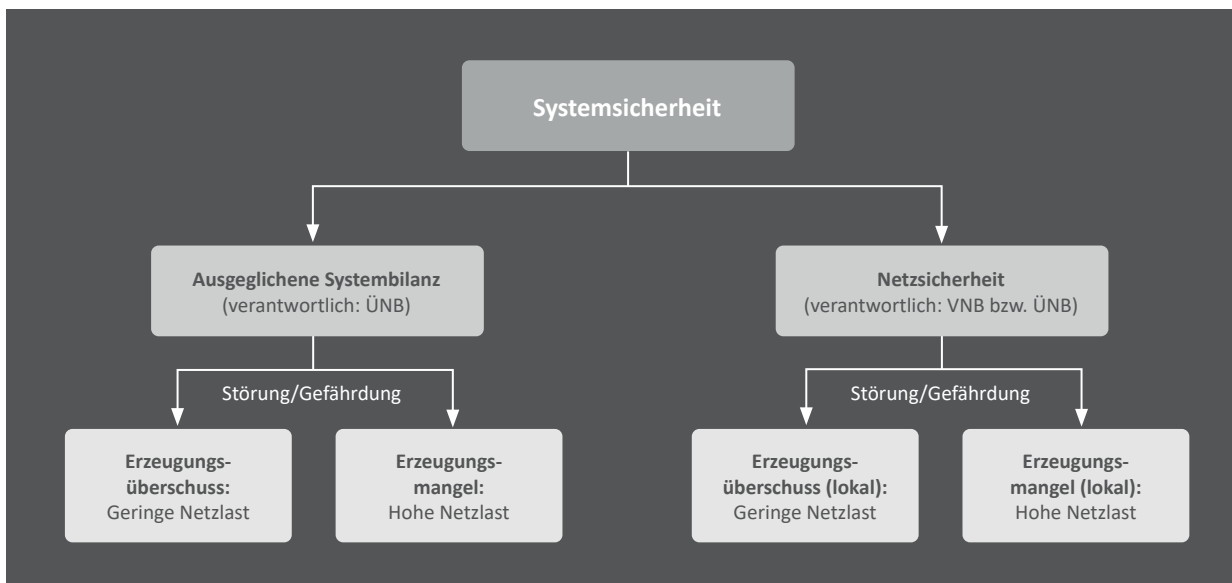 Systemsicherheit
Ausgeglichene Systembilanz
(verantwortlich: ÜNB)
Netzsicherheit
(verantwortlich: VNB bzw. ÜNB)
Störung/Gefährdung
Störung/Gefährdung
Erzeugungs-
überschuss:
Geringe Netzlast
Erzeugungs-
mangel:
Hohe Netzlast
Erzeugungs-
überschuss (lokal):
Geringe Netzlast
Erzeugungs-
mangel (lokal):
Hohe Netzlast